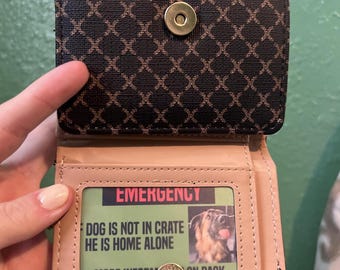 EMERGENCY
DOG IS NOT IN CRATE
HE IS HOME ALONE
ON BACK